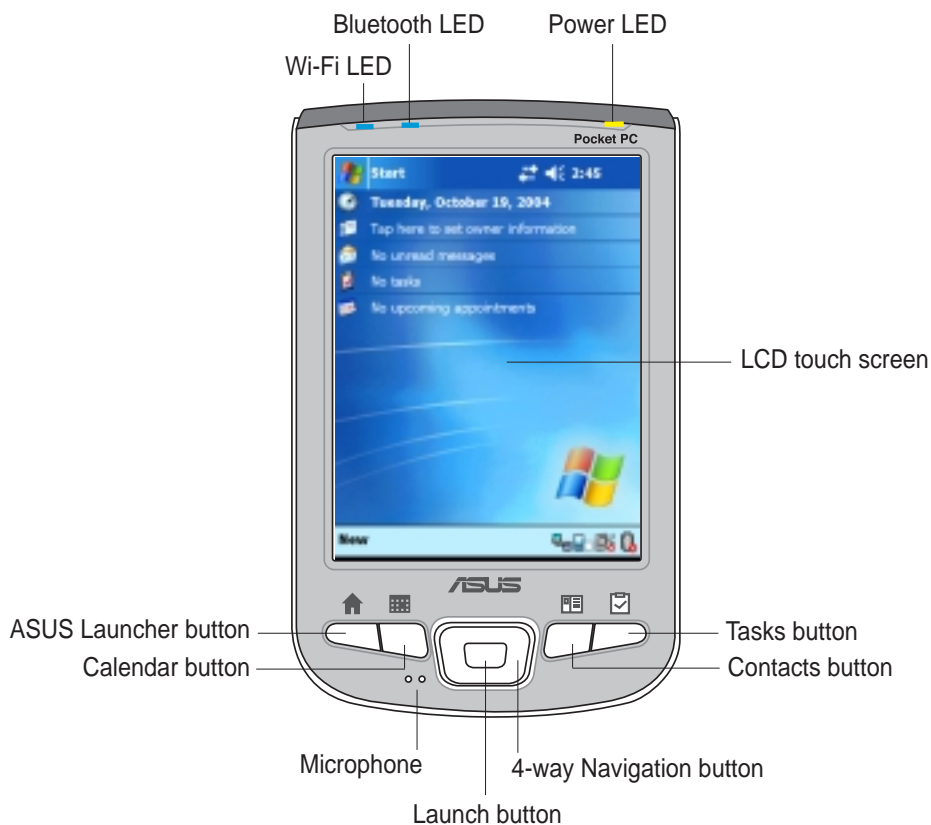 Bluetooth LED
Power LED
Wi-Fi LED
Pocket PC
Start 2:45
Tuesday, October 19, 2004
Tap here to set owner information
No unread messages
No tasks
No upcoming appointments
LCD touch screen
New
ASUS
ASUS Launcher button
Tasks button
Calendar button
Contacts button
Microphone
4-way Navigation button
Launch button